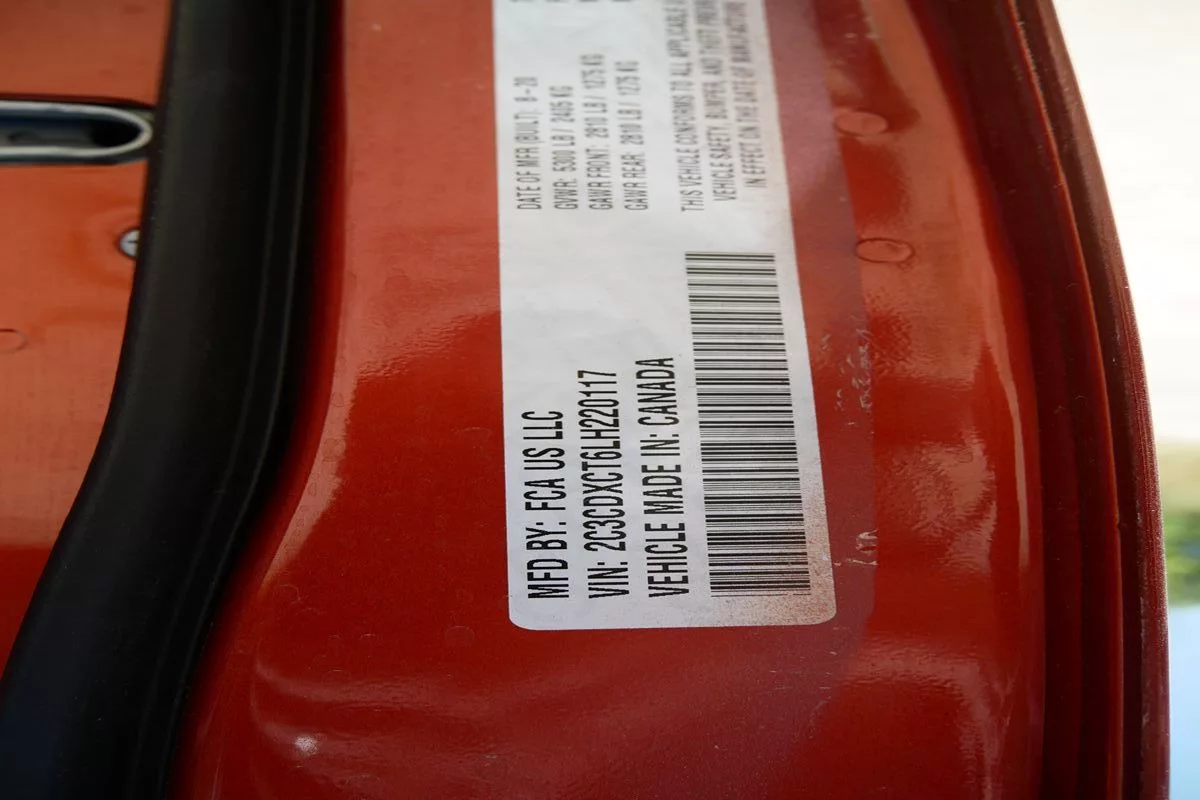 MFD BY: FCA US LLC
VIN: 2C3CDXCT6LH220117
VEHICLE MADE IN: CANADA
DATE OF MFR (BUILT): 8-20
GVWR: 5300 LB / 2405 KG
GAWR FRONT: 2810 LB / 1275 KG
GAWR REAR: 2810 LB / 1275 KG
THIS VEHICLE CONFORMS TO ALL APPLICABLE
VEHICLE SAFETY, BUMPER, AND THEFT
IN EFFECT ON THE DATE OF MANUFACTURE